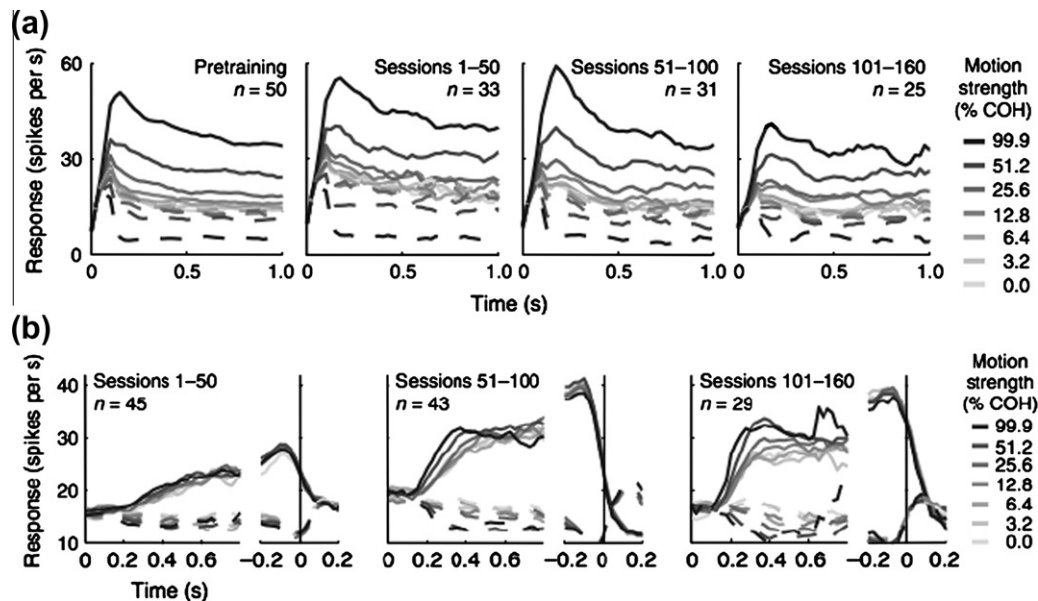 (a)
Pretraining
n = 50
Sessions 1–50
n = 33
Sessions 51–100
n = 31
Sessions 101–160
n = 25
Motion
strength
(% COH)
99.9
51.2
25.6
12.8
6.4
3.2
0.0
Response (spikes per s)
60
30
0
0 0.5 1.0
0 0.5 1.0
0 0.5 1.0
0 0.5 1.0
Time (s)
(b)
Sessions 1–50
n = 45
Sessions 51–100
n = 43
Sessions 101–160
n = 29
Motion
strength
(% COH)
99.9
51.2
25.6
12.8
6.4
3.2
0.0
Response (spikes per s)
40
30
20
10
0 0.2 0.4 0.6 −0.2 0 0.2
0 0.2 0.4 0.6 −0.2 0 0.2
0 0.2 0.4 0.6 −0.2 0 0.2
Time (s)